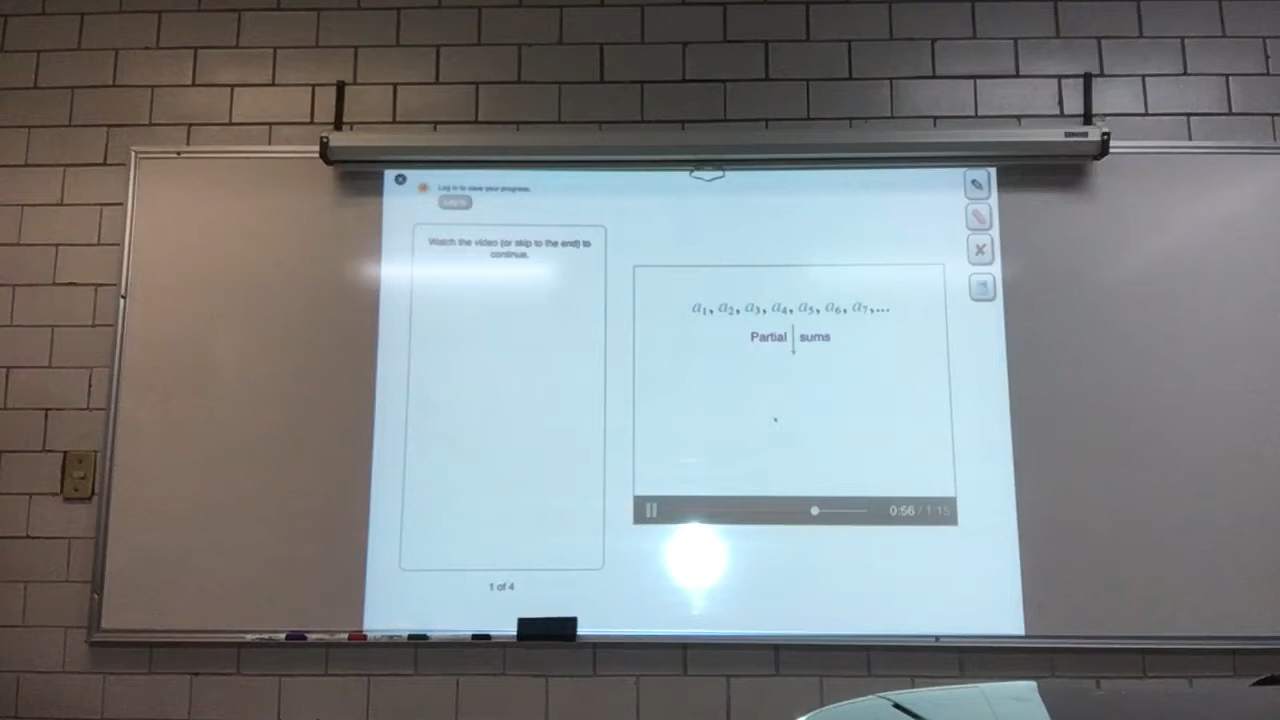 Log in to save your progress.
Log in
Watch the video (or skip to the end) to
continue.
a₁, a₂, a₃, a₄, a₅, a₆, a₇,...
Partial sums
0:56 / 1:15
1 of 4